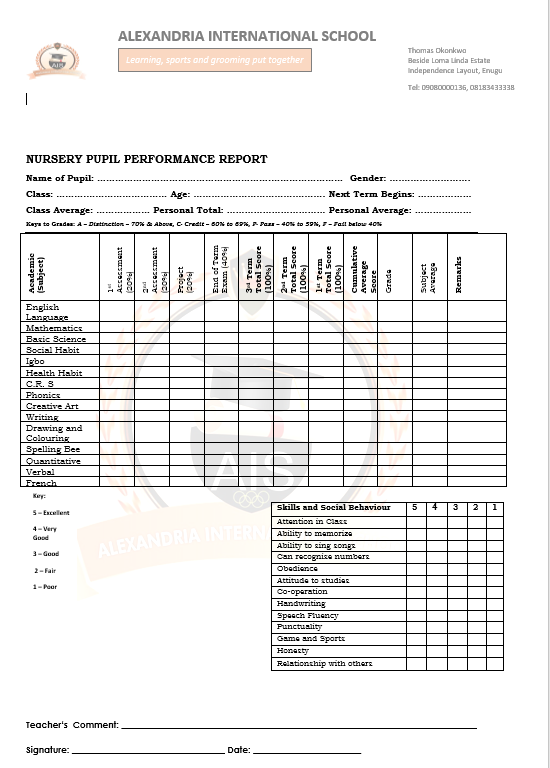 ALEXANDRIA INTERNATIONAL SCHOOL
Learning, sports and grooming put together
Thomas Okonkwo
Beside Loma Linda Estate
Independence Layout, Enugu
Tel: 09080000136, 08183433338
AIS
NURSERY PUPIL PERFORMANCE REPORT
Name of Pupil: ………………………………………………………………………… Gender: ………………………
Class: ……………………………………… Age: ……………………………………… Next Term Begins: ………………
Class Average: ……………… Personal Total: ……………………………… Personal Average: ………………
Keys to Grades: A – Distinction – 70% & Above, C- Credit – 60% to 69%, P- Pass – 40% to 59%, F – Fail below 40%
Academic (Subject)
1st Assessment (20%)
2nd Assessment (20%)
Project (20%)
End of Term Exam (40%)
3rd Term Total Score (100%)
2nd Term Total Score (100%)
1st Term Total Score (100%)
Cumulative Average Score
Grade
Subject Average
Remarks
English
Language
Mathematics
Basic Science
Social Habit
Igbo
Health Habit
C.R. S
Phonics
Creative Art
Writing
Drawing and
Colouring
Spelling Bee
Quantitative
Verbal
French
AIS
ALEXANDRIA INTERN
Key:
5 – Excellent
4 – Very
Good
3 – Good
2 – Fair
1 – Poor
Skills and Social Behaviour 5 4 3 2 1
Attention in Class
Ability to memorize
Ability to sing songs
Can recognise numbers
Obedience
Attitude to studies
Co-operation
Handwriting
Speech Fluency
Punctuality
Game and Sports
Honesty
Relationship with others
Teacher's Comment: ______________________________
Signature: ______________ Date: ______________